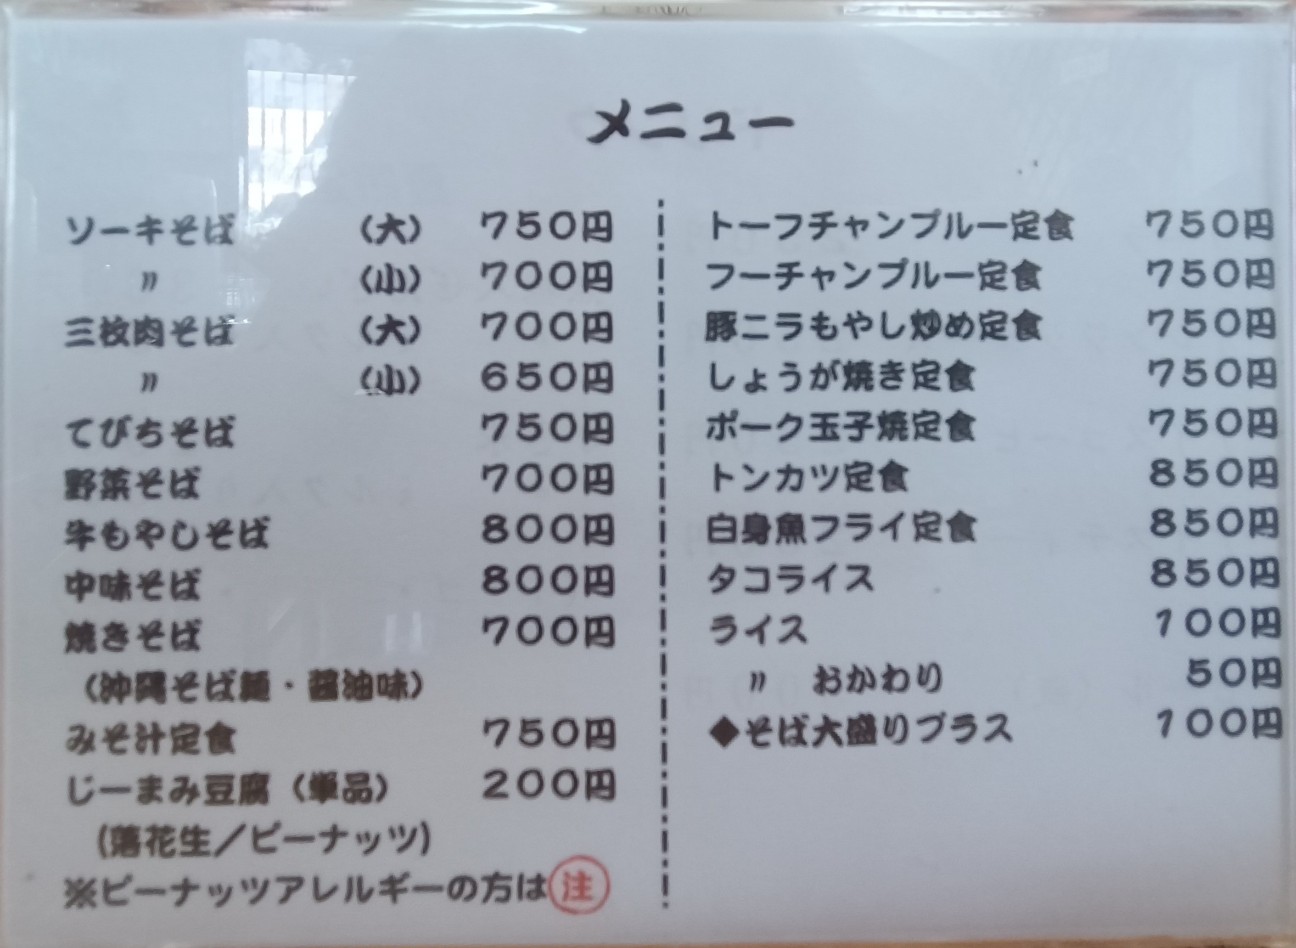 メニュー
ソーキそば （大） ７５０円
〃 （小） ７００円
三枚肉そば （大） ７００円
〃 （小） ６５０円
てびちそば ７５０円
野菜そば ７００円
牛もやしそば ８００円
中味そば ８００円
焼きそば ７００円
（沖縄そば麺・醤油味）
みそ汁定食 ７５０円
じーまみ豆腐（単品） ２００円
(落花生／ピーナッツ)
※ピーナッツアレルギーの方は注
トーフチャンプルー定食 ７５０円
フーチャンプルー定食 ７５０円
豚ニラもやし炒め定食 ７５０円
しょうが焼き定食 ７５０円
ポーク玉子焼定食 ７５０円
トンカツ定食 ８５０円
白身魚フライ定食 ８５０円
タコライス ８５０円
ライス １００円
〃 おかわり ５０円
◆そば大盛りプラス １００円